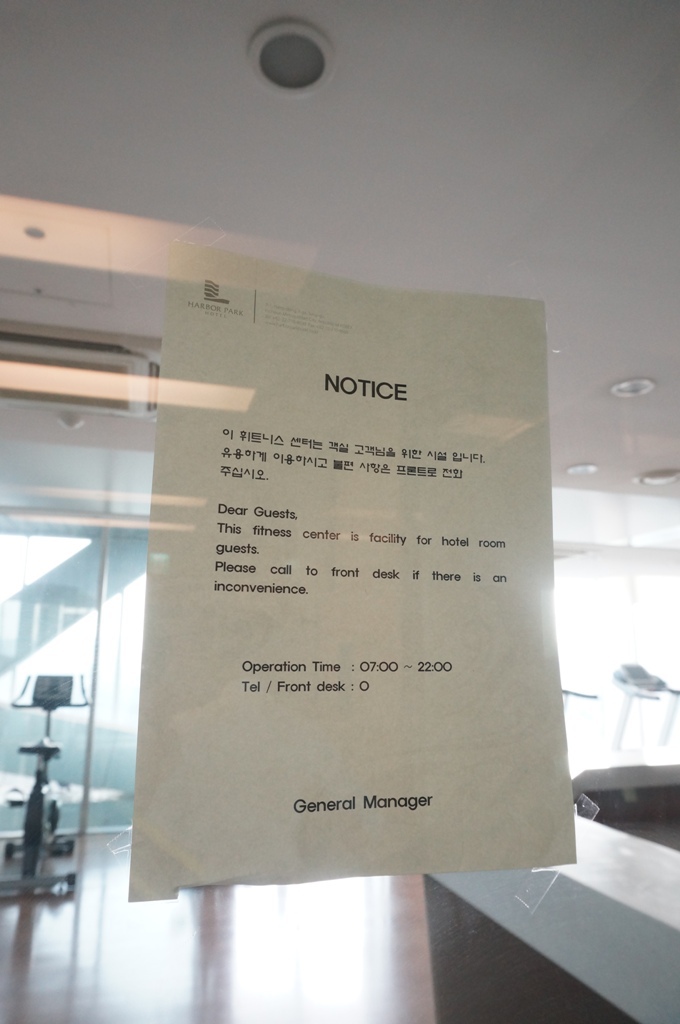 HARBOR PARK
HOTEL
NOTICE
이 휘트니스 센터는 객실 고객님을 위한 시설 입니다.
유용하게 이용하시고 불편 사항은 프론트로 전화
주십시오.
Dear Guests,
This fitness center is facility for hotel room
guests.
Please call to front desk if there is an
inconvenience.
Operation Time : 07:00 ~ 22:00
Tel / Front desk : 0
General Manager